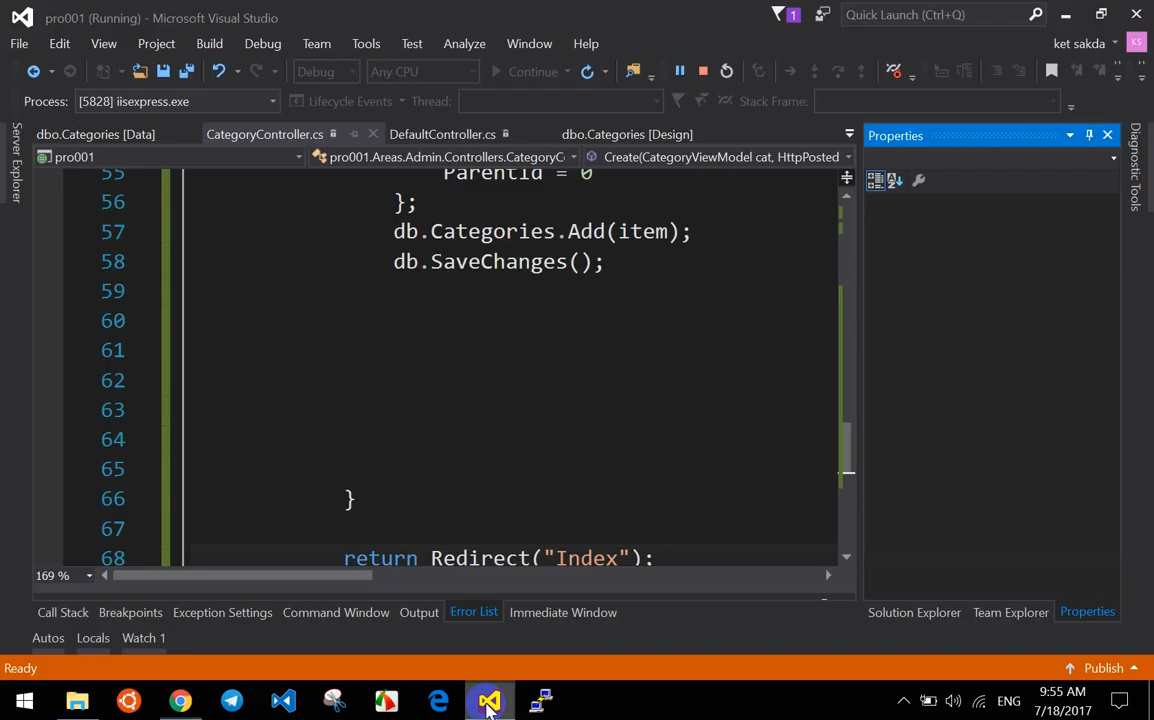 pro001 (Running) - Microsoft Visual Studio
1
Quick Launch (Ctrl+Q)
File Edit View Project Build Debug Team Tools Test Analyze Window Help
ket sakda KS
Debug Any CPU Continue
Process: [5828] iisexpress.exe Lifecycle Events Thread: Stack Frame:
dbo.Categories [Data] CategoryController.cs DefaultController.cs dbo.Categories [Design]
Properties
pro001 pro001.Areas.Admin.Controllers.CategoryC Create(CategoryViewModel cat, HttpPosted
Server Explorer
Diagnostic Tools
55 ParentId = 0
56 };
57 db.Categories.Add(item);
58 db.SaveChanges();
59
60
61
62
63
64
65
66 }
67
68 return Redirect("Index");
169 %
Call Stack Breakpoints Exception Settings Command Window Output Error List Immediate Window
Solution Explorer Team Explorer Properties
Autos Locals Watch 1
Ready
Publish
ENG
9:55 AM
7/18/2017